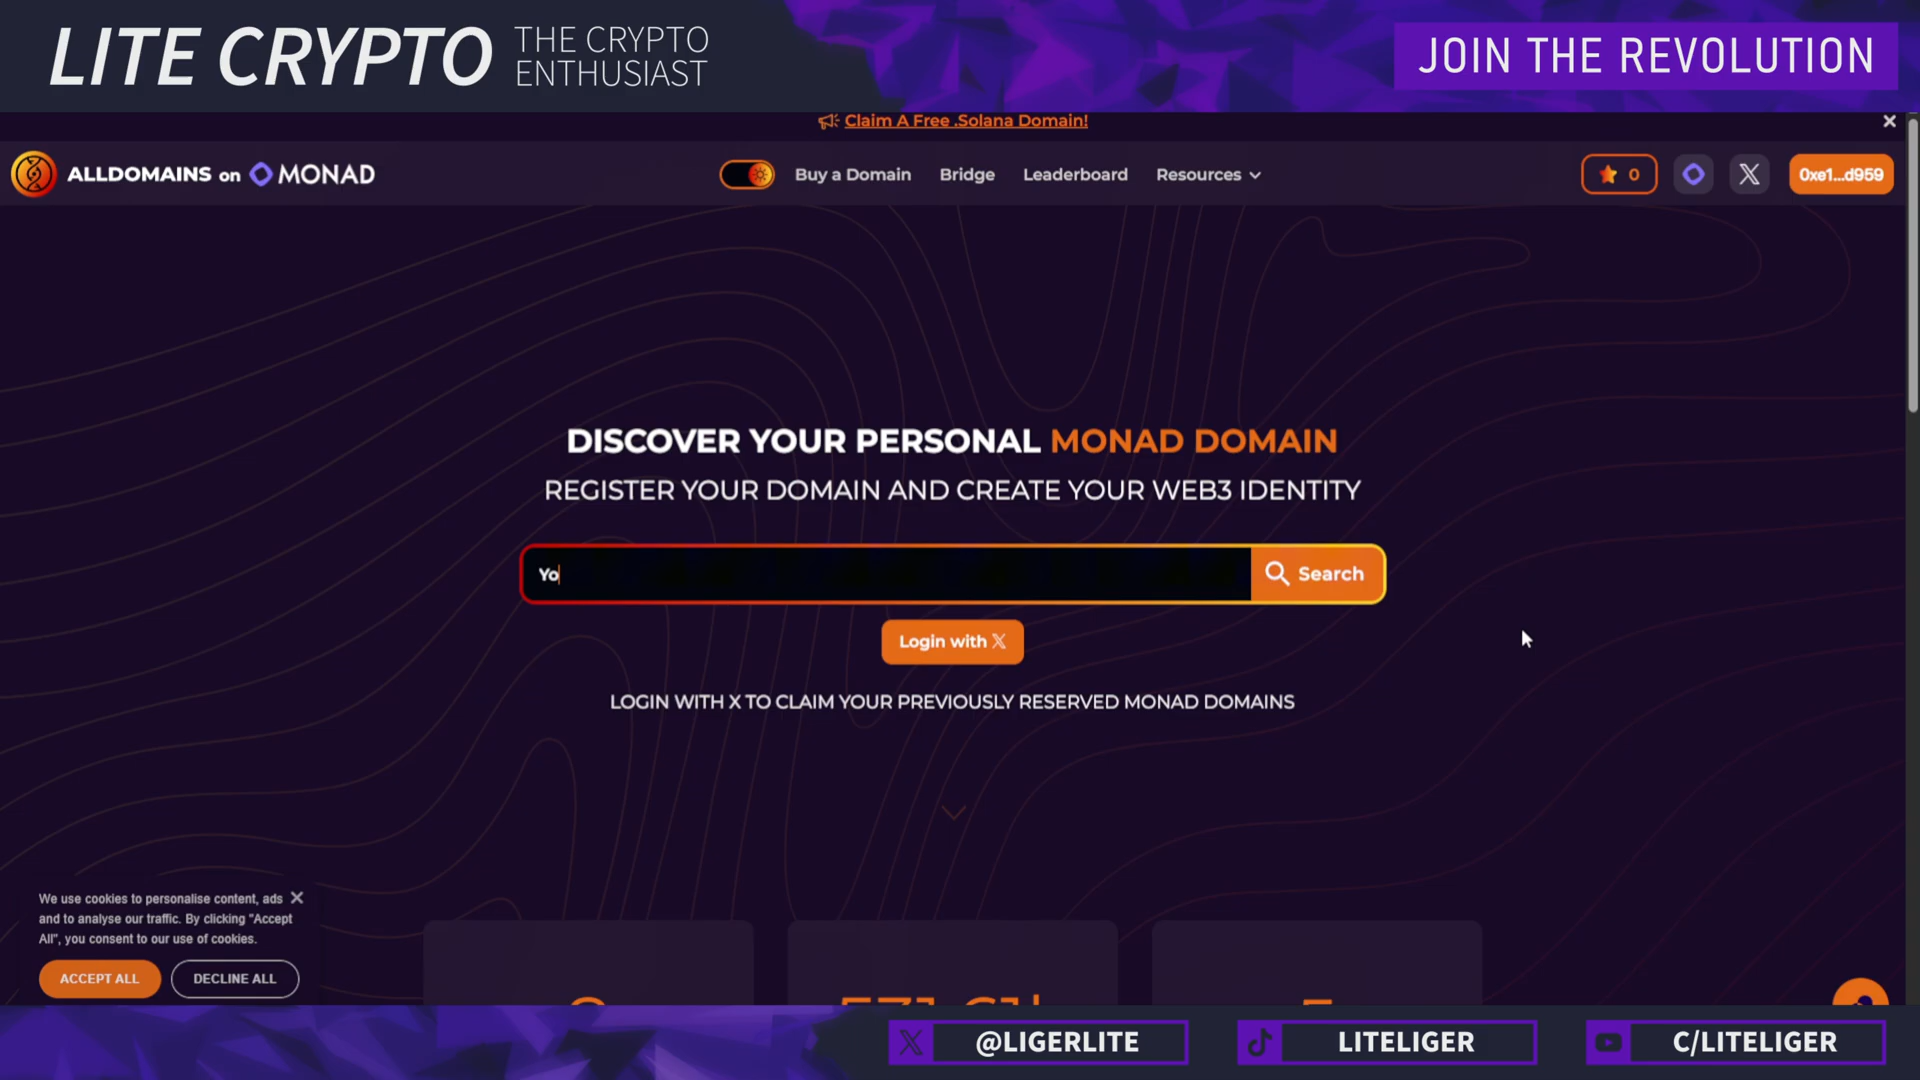 LITE CRYPTO
THE CRYPTO
ENTHUSIAST
JOIN THE REVOLUTION
Claim A Free .Solana Domain!
ALLDOMAINS on MONAD
Buy a Domain
Bridge
Leaderboard
Resources
0
0xe1...d959
DISCOVER YOUR PERSONAL MONAD DOMAIN
REGISTER YOUR DOMAIN AND CREATE YOUR WEB3 IDENTITY
Yo
Search
Login with X
LOGIN WITH X TO CLAIM YOUR PREVIOUSLY RESERVED MONAD DOMAINS
We use cookies to personalise content, ads
and to analyse our traffic. By clicking "Accept
All", you consent to our use of cookies.
ACCEPT ALL
DECLINE ALL
@LIGERLITE
LITELIGER
C/LITELIGER